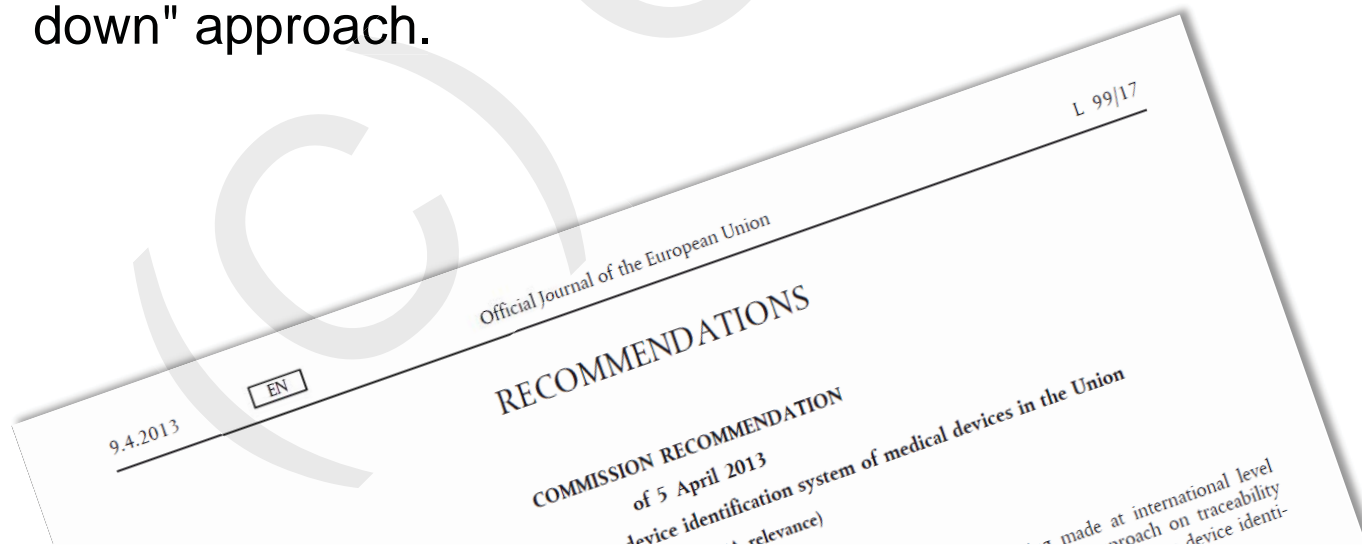 down" approach.
L 99/17
Official Journal of the European Union
EN
9.4.2013
RECOMMENDATIONS
COMMISSION RECOMMENDATION
of 5 April 2013
device identification system of medical devices in the Union
relevance)
made at international level
approach on traceability
device identi-